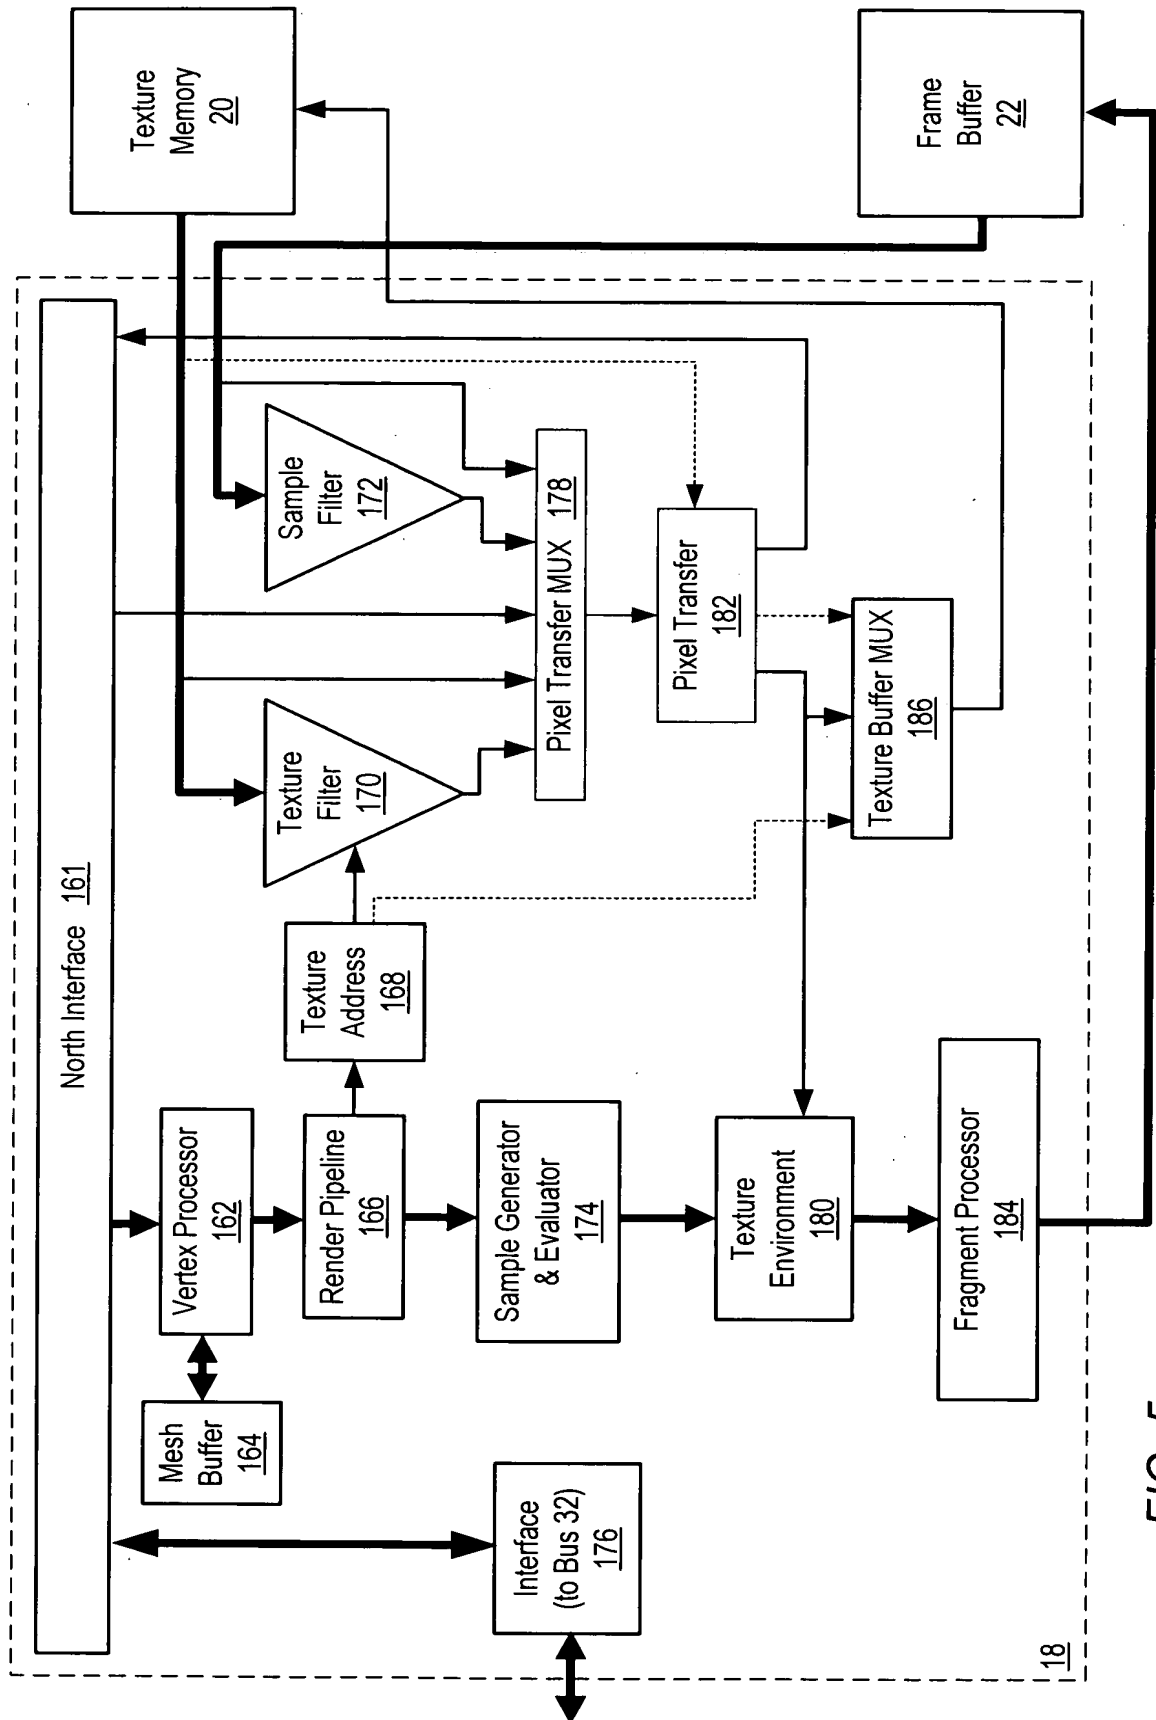 North Interface 161
Texture
Memory
20
Mesh
Buffer
164
Vertex Processor
162
Render Pipeline
166
Texture
Address
168
Texture
Filter
170
Sample
Filter
172
Interface
(to Bus 32)
176
Sample Generator
& Evaluator
174
Pixel Transfer MUX 178
Pixel Transfer
182
Texture
Environment
180
Texture Buffer MUX
186
Fragment Processor
184
Frame
Buffer
22
18
FIG. 5